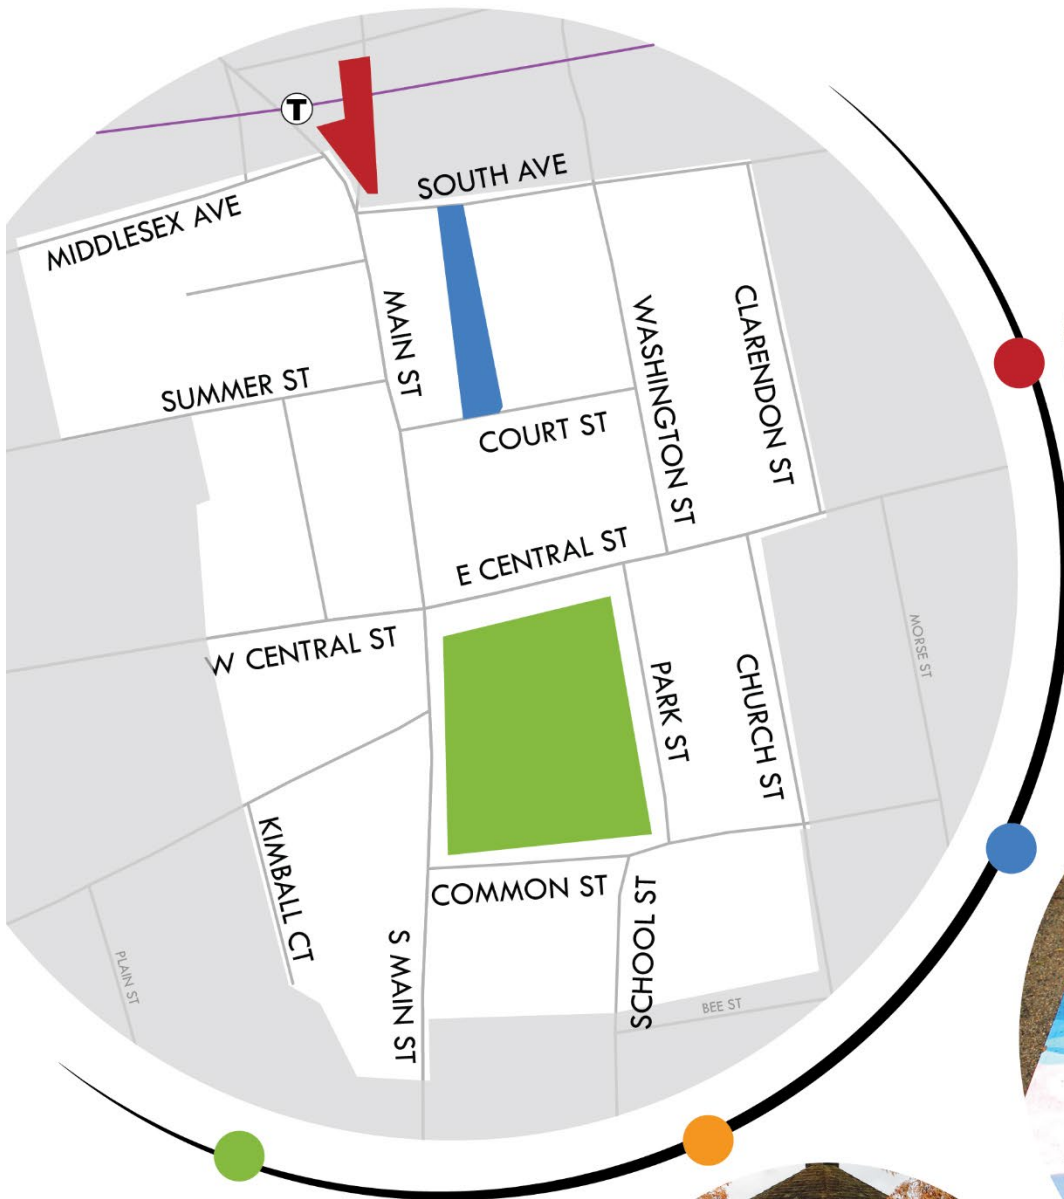 T
SOUTH AVE
MIDDLESEX AVE
MAIN ST
WASHINGTON ST
CLARENDON ST
SUMMER ST
COURT ST
E CENTRAL ST
W CENTRAL ST
MORSE ST
PARK ST
CHURCH ST
KIMBALL CT
COMMON ST
S MAIN ST
SCHOOL ST
PLAIN ST
BEE ST